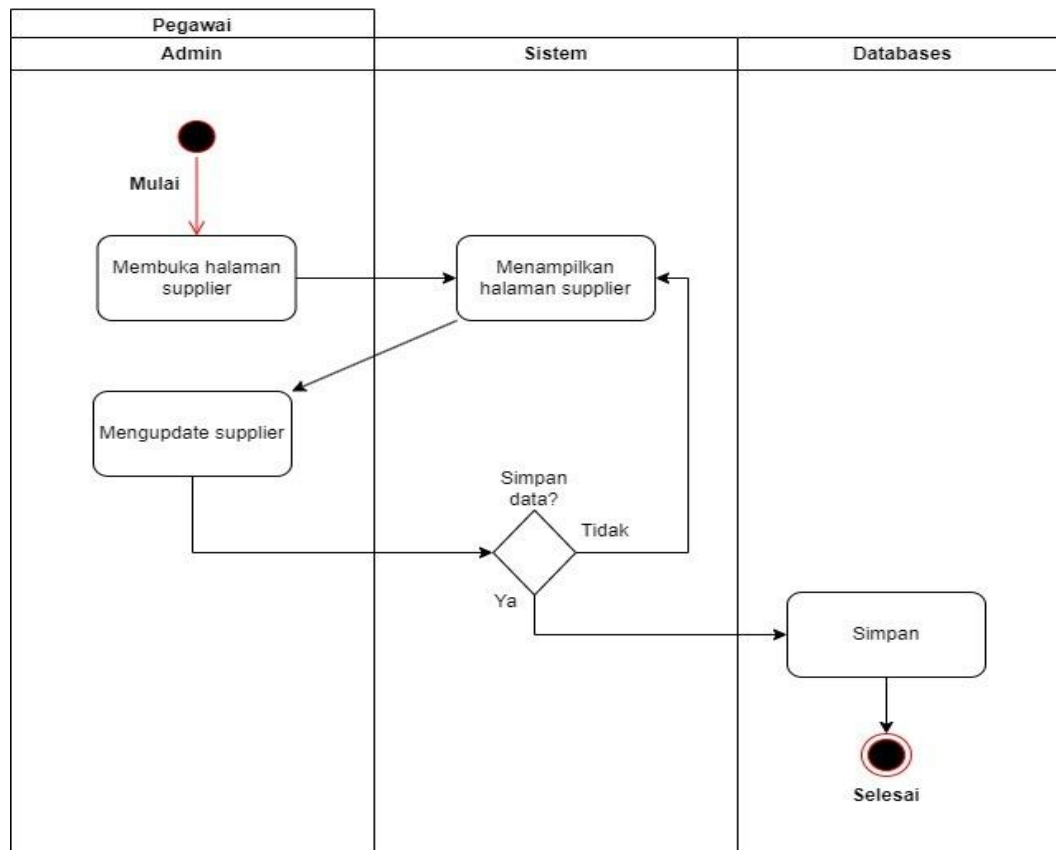 Pegawai
Admin
Sistem
Databases
Mulai
Membuka halaman
supplier
Menampilkan
halaman supplier
Mengupdate supplier
Simpan
data?
Tidak
Ya
Simpan
Selesai